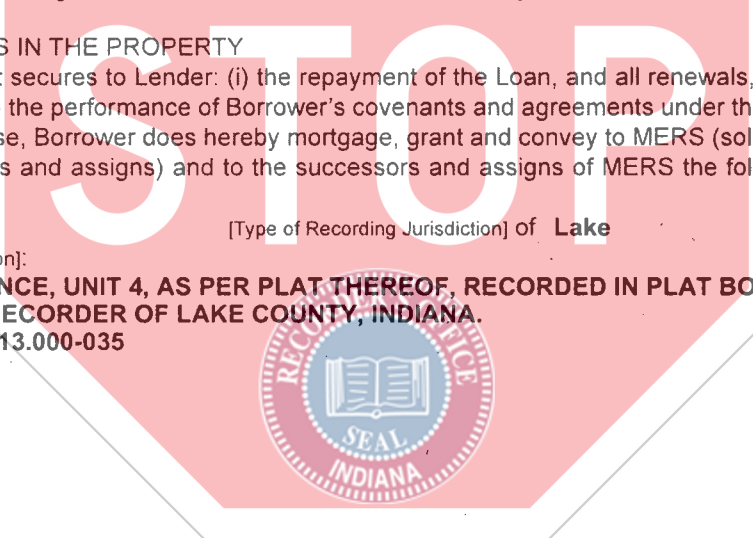 STOP
S IN THE PROPERTY
t secures to Lender: (i) the repayment of the Loan, and all renewals,
the performance of Borrower's covenants and agreements under th
se, Borrower does hereby mortgage, grant and convey to MERS (sol
s and assigns) and to the successors and assigns of MERS the fol
[Type of Recording Jurisdiction] of Lake
on]:
NCE, UNIT 4, AS PER PLAT THEREOF, RECORDED IN PLAT BO
ECORDER OF LAKE COUNTY, INDIANA.
13.000-035
RECORDER'S OFFICE
SEAL
INDIANA